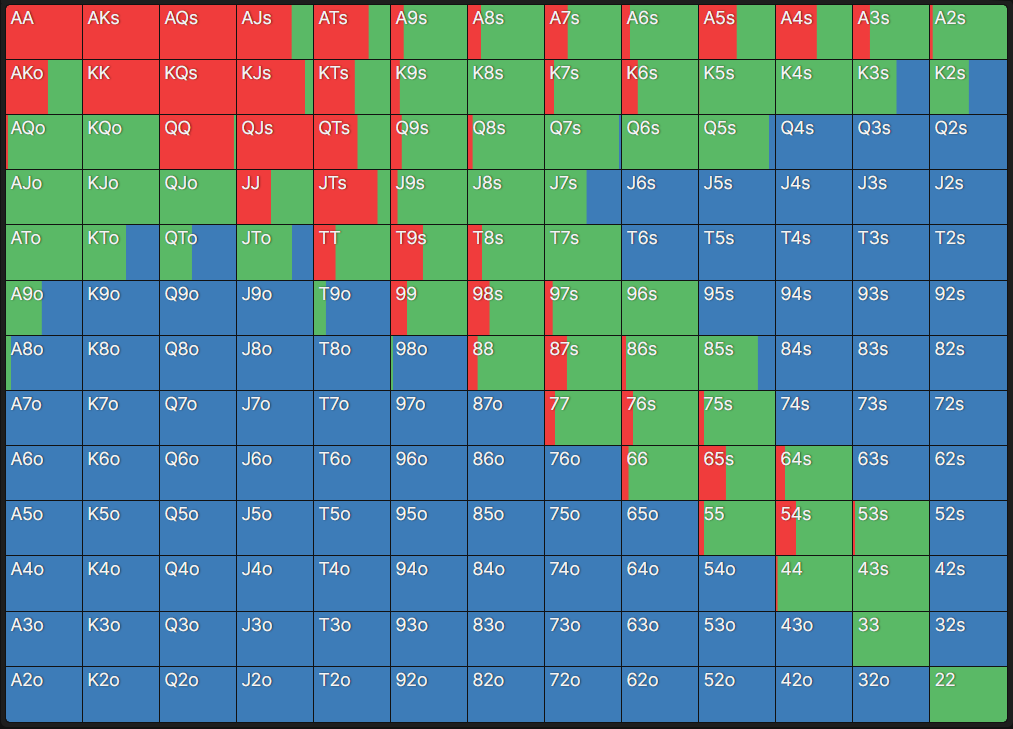 AA AKs AQs AJs ATs A9s A8s A7s A6s A5s A4s A3s A2s
AKo KK KQs KJs KTs K9s K8s K7s K6s K5s K4s K3s K2s
AQo KQo QQ QJs QTs Q9s Q8s Q7s Q6s Q5s Q4s Q3s Q2s
AJo KJo QJo JJ JTs J9s J8s J7s J6s J5s J4s J3s J2s
ATo KTo QTo JTo TT T9s T8s T7s T6s T5s T4s T3s T2s
A9o K9o Q9o J9o T9o 99 98s 97s 96s 95s 94s 93s 92s
A8o K8o Q8o J8o T8o 98o 88 87s 86s 85s 84s 83s 82s
A7o K7o Q7o J7o T7o 97o 87o 77 76s 75s 74s 73s 72s
A6o K6o Q6o J6o T6o 96o 86o 76o 66 65s 64s 63s 62s
A5o K5o Q5o J5o T5o 95o 85o 75o 65o 55 54s 53s 52s
A4o K4o Q4o J4o T4o 94o 84o 74o 64o 54o 44 43s 42s
A3o K3o Q3o J3o T3o 93o 83o 73o 63o 53o 43o 33 32s
A2o K2o Q2o J2o T2o 92o 82o 72o 62o 52o 42o 32o 22